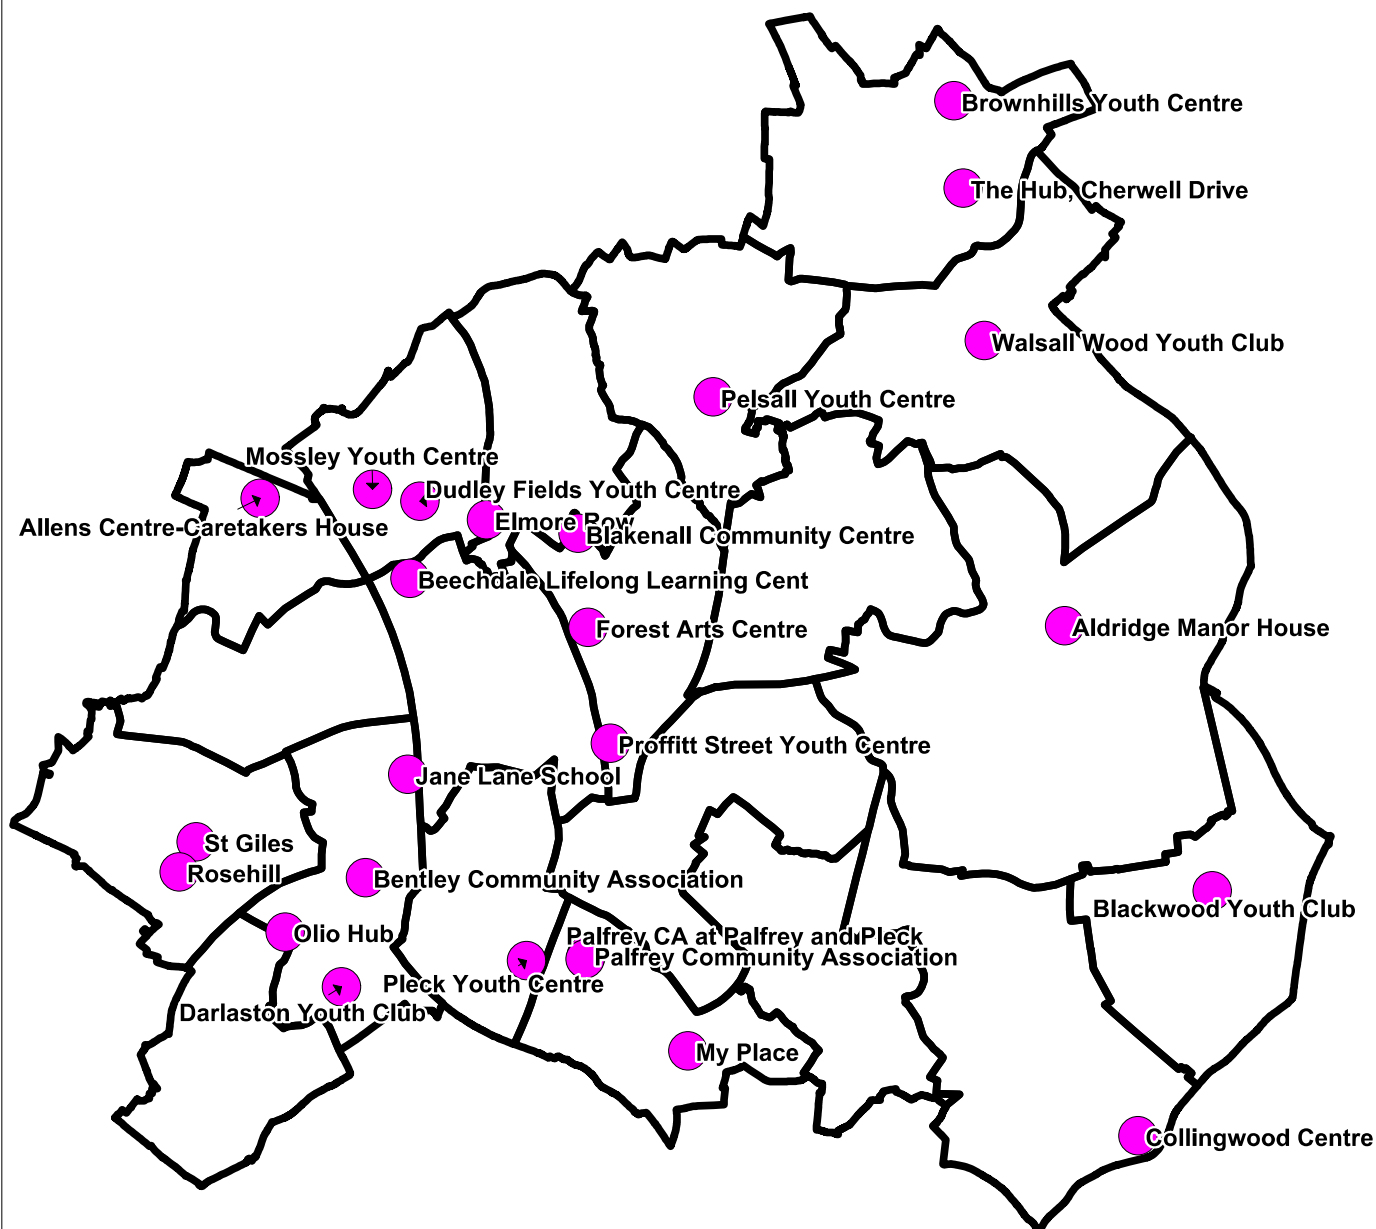 Brownhills Youth Centre
The Hub, Cherwell Drive
Walsall Wood Youth Club
Pelsall Youth Centre
Mossley Youth Centre
Dudley Fields Youth Centre
Allens Centre-Caretakers House
Elmore Row
Blakenall Community Centre
Beechdale Lifelong Learning Cent
Forest Arts Centre
Aldridge Manor House
Proffitt Street Youth Centre
Jane Lane School
St Giles
Rosehill
Bentley Community Association
Blackwood Youth Club
Olio Hub
Palfrey CA at Palfrey and Pleck
Palfrey Community Association
Pleck Youth Centre
Darlaston Youth Club
My Place
Collingwood Centre